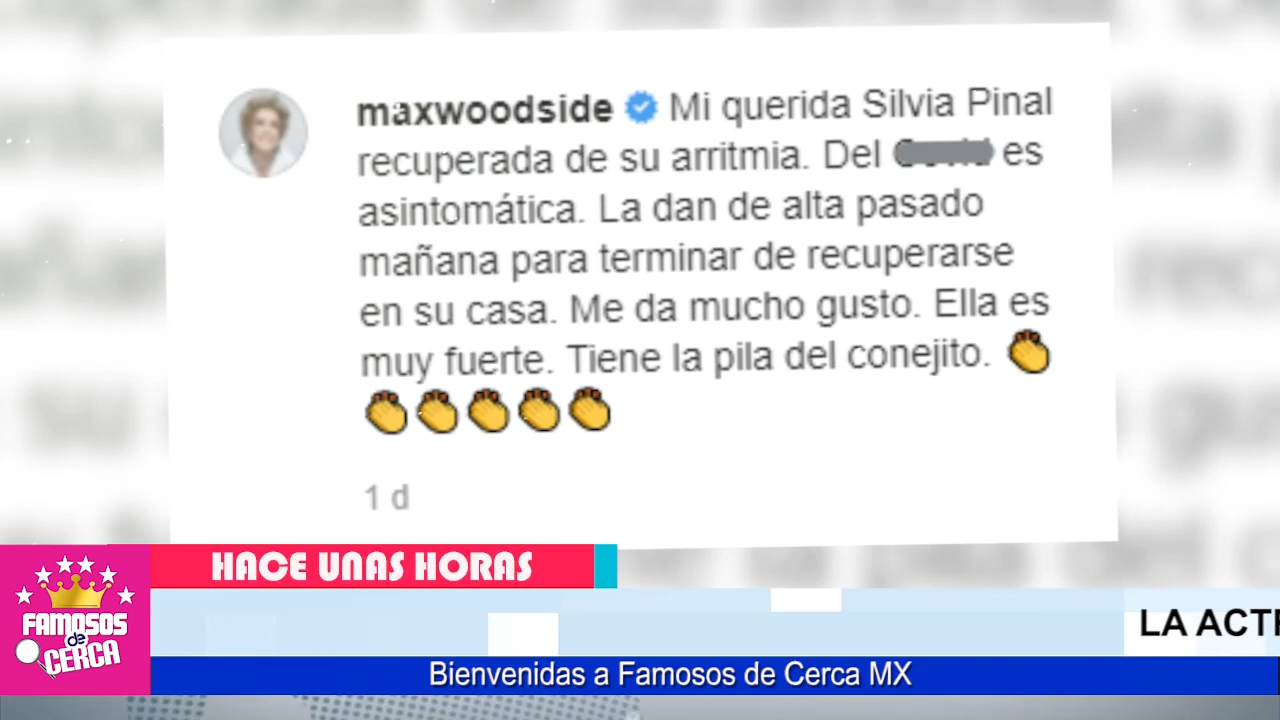 maxwoodside Mi querida Silvia Pinal
recuperada de su arritmia. Del es
asintomática. La dan de alta pasado
mañana para terminar de recuperarse
en su casa. Me da mucho gusto. Ella es
muy fuerte. Tiene la pila del conejito. 👏
👏👏👏👏👏
1 d
HACE UNAS HORAS
FAMOSOS
de
CERCA
LA ACT
Bienvenidas a Famosos de Cerca MX